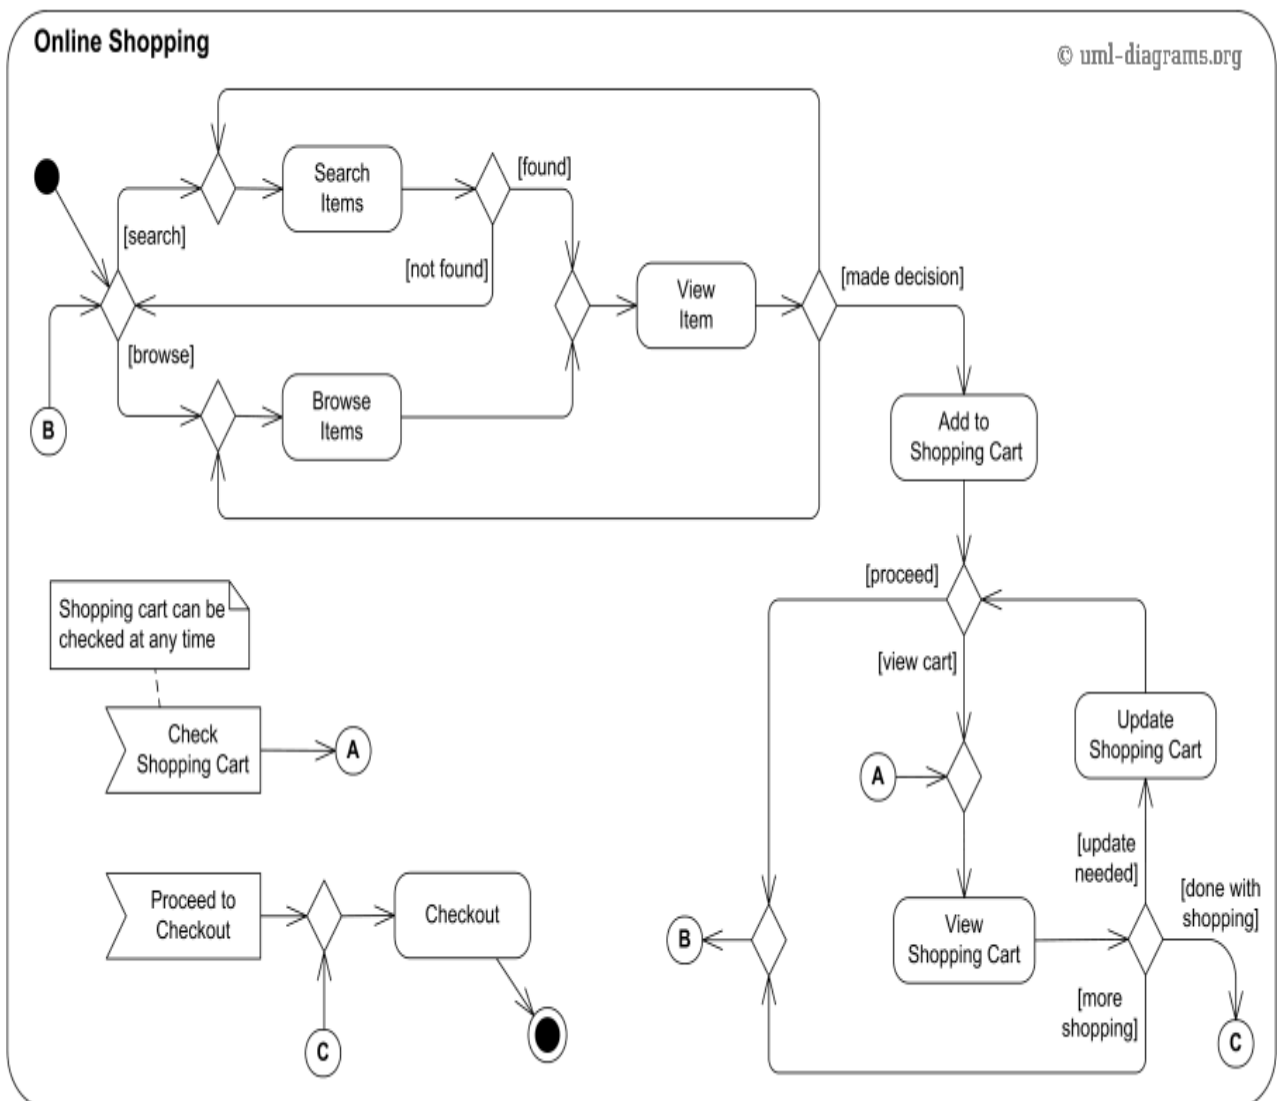 Online Shopping
© uml-diagrams.org
Search
Items
[found]
[search]
[not found]
View
Item
[made decision]
[browse]
Browse
Items
B
Add to
Shopping Cart
[proceed]
Shopping cart can be
checked at any time
[view cart]
Check
Shopping Cart
A
Update
Shopping Cart
A
[update
needed]
[done with
shopping]
Proceed to
Checkout
Checkout
B
View
Shopping Cart
[more
shopping]
C
C